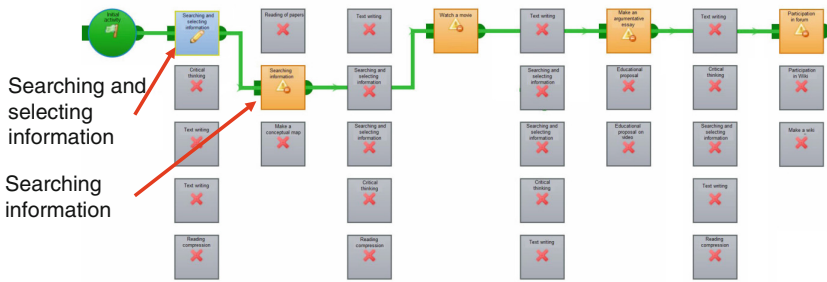 Initial
activity
Searching and
selecting
information
Critical
thinking
Text writing
Text writing
Reading
compression
Reading of papers
Searching
information
Make a
conceptual map
Text writing
Searching and
selecting
information
Searching and
selecting
information
Critical
thinking
Reading
compression
Watch a movie
Text writing
Searching and
selecting
information
Searching and
selecting
information
Critical
thinking
Text writing
Make an
argumentative
essay
Educational
proposal
Educational
proposal on
video
Text writing
Critical
thinking
Searching and
selecting
information
Text writing
Reading
compression
Participation
in forum
Participation
in Wiki
Make a wiki
Searching and
selecting
information
Searching
information